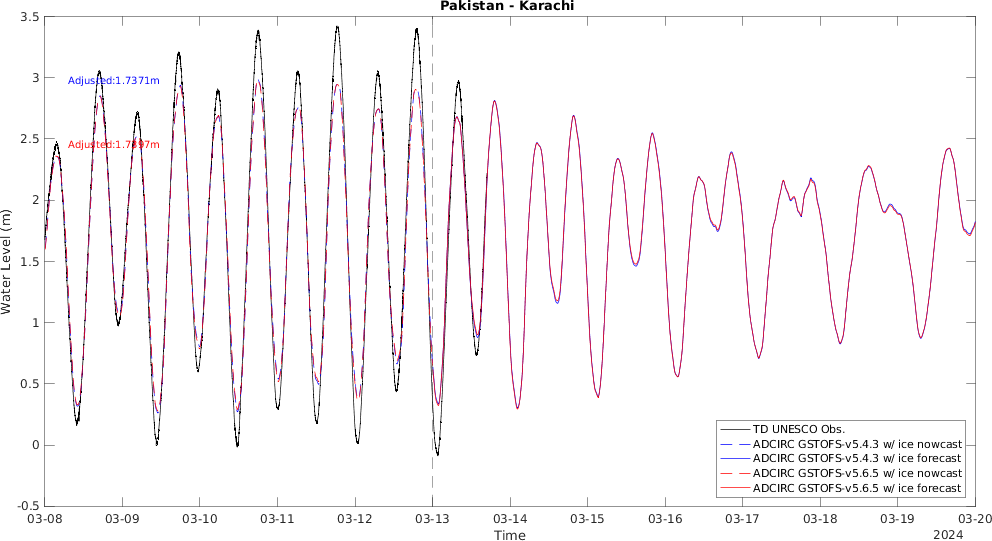 Pakistan - Karachi
3.5
3
2.5
2
1.5
1
0.5
0
-0.5
Water Level (m)
Adjusted:1.7371m
Adjusted:1.7397m
TD UNESCO Obs.
ADCIRC GSTOFS-v5.4.3 w/ ice nowcast
ADCIRC GSTOFS-v5.4.3 w/ ice forecast
ADCIRC GSTOFS-v5.6.5 w/ ice nowcast
ADCIRC GSTOFS-v5.6.5 w/ ice forecast
03-08 03-09 03-10 03-11 03-12 03-13 03-14 03-15 03-16 03-17 03-18 03-19 03-20
Time
2024